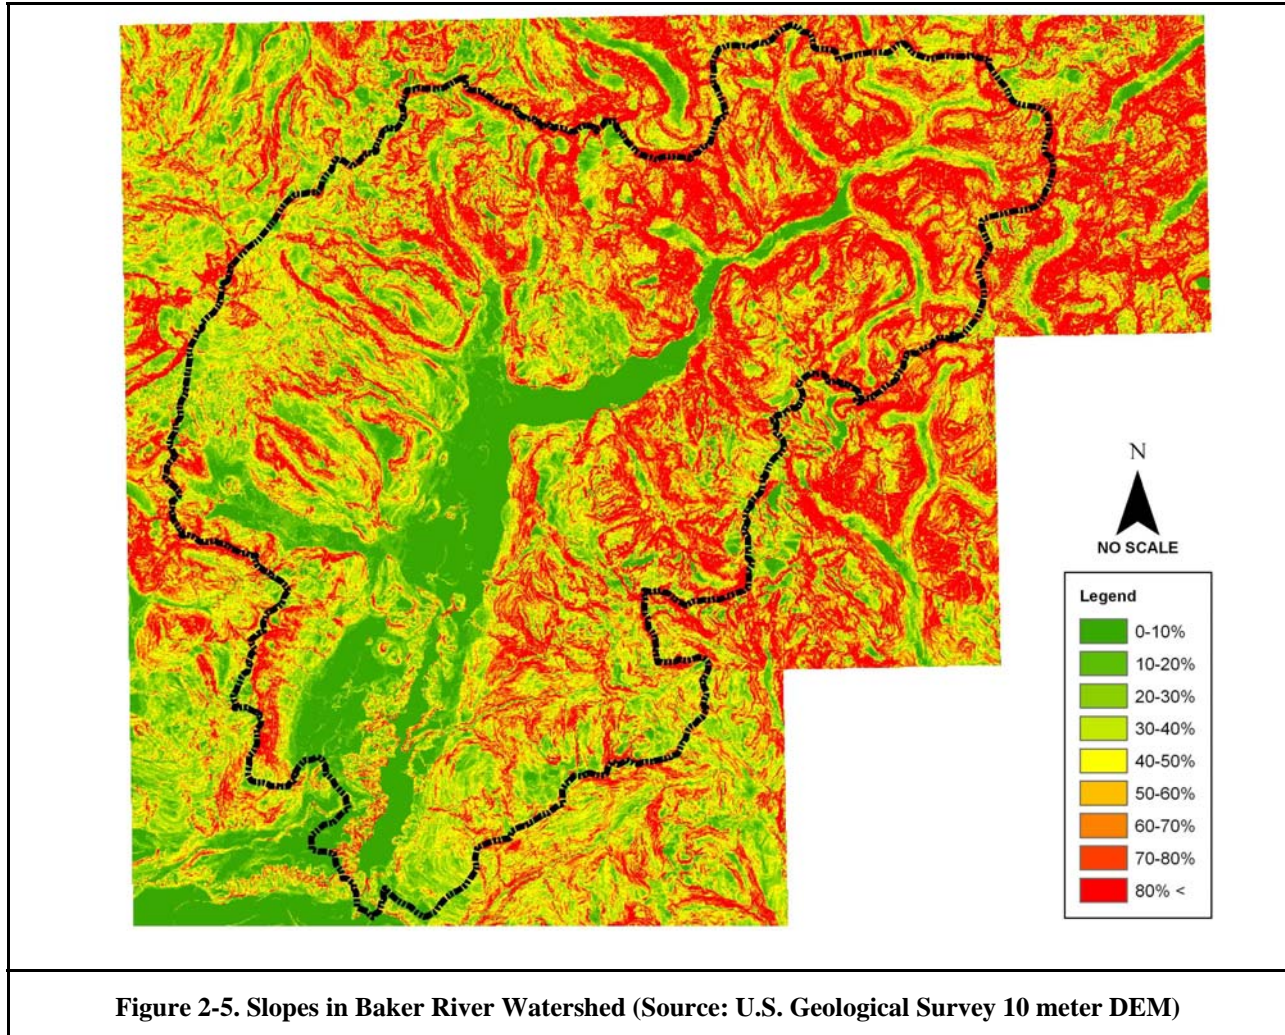 N
NO SCALE
Legend
0-10%
10-20%
20-30%
30-40%
40-50%
50-60%
60-70%
70-80%
80% <
Figure 2-5. Slopes in Baker River Watershed (Source: U.S. Geological Survey 10 meter DEM)